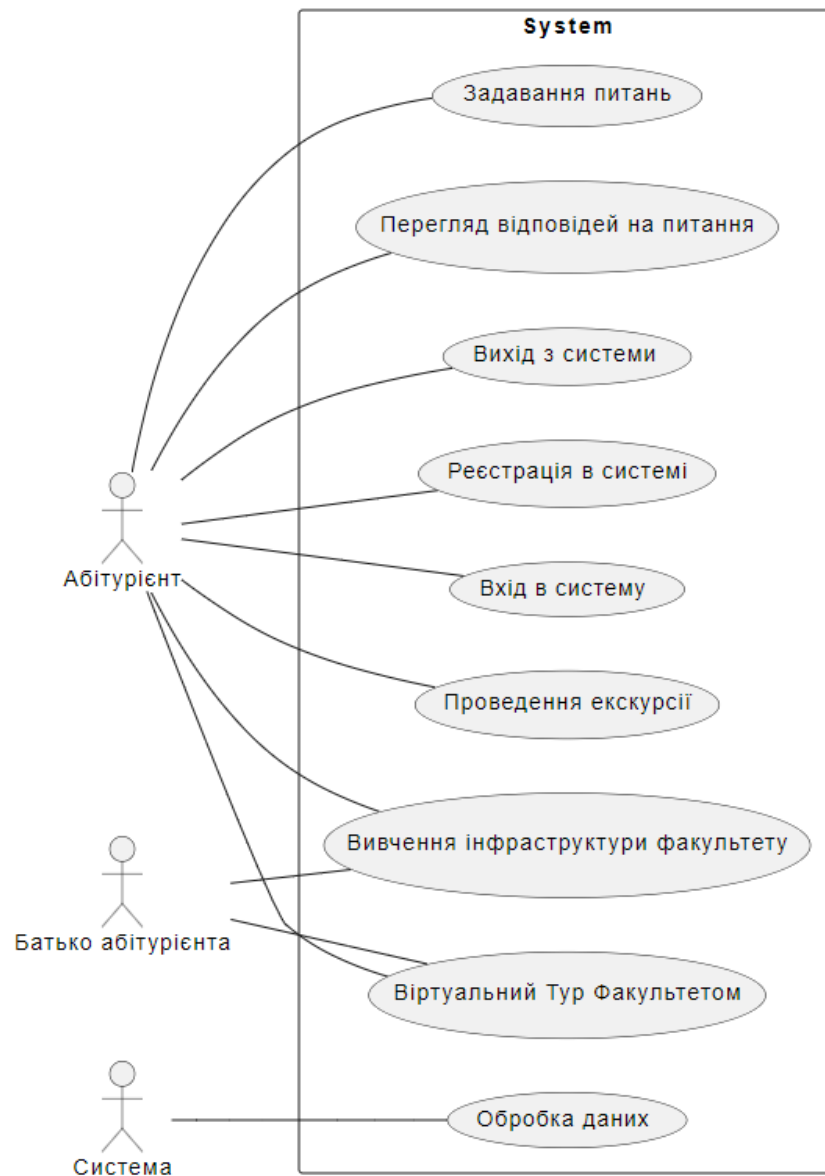 System
Задавання питань
Перегляд відповідей на питання
Вихід з системи
Реєстрація в системі
Вхід в систему
Абітурієнт
Проведення екскурсії
Вивчення інфраструктури факультету
Батько абітурієнта
Віртуальний Тур Факультетом
Обробка даних
Система